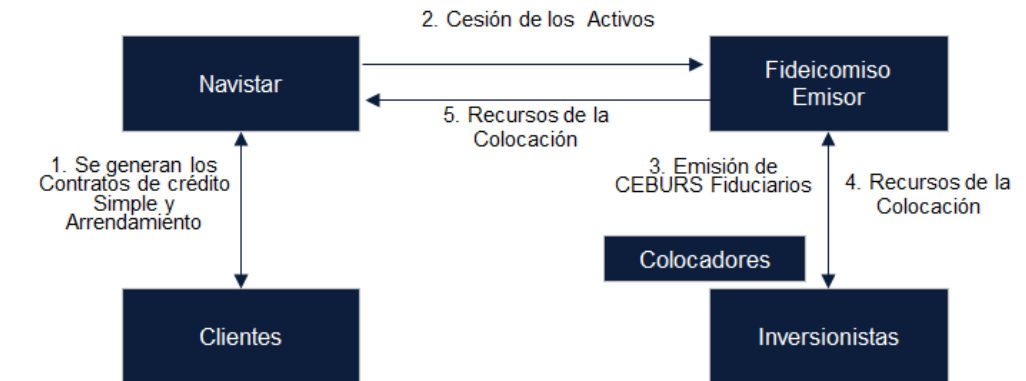 2. Cesión de los Activos
Navistar
Fideicomiso
Emisor
5. Recursos de la
Colocación
1. Se generan los
Contratos de crédito
Simple y
Arrendamiento
3. Emisión de
CEBURS Fiduciarios
4. Recursos de la
Colocación
Colocadores
Clientes
Inversionistas